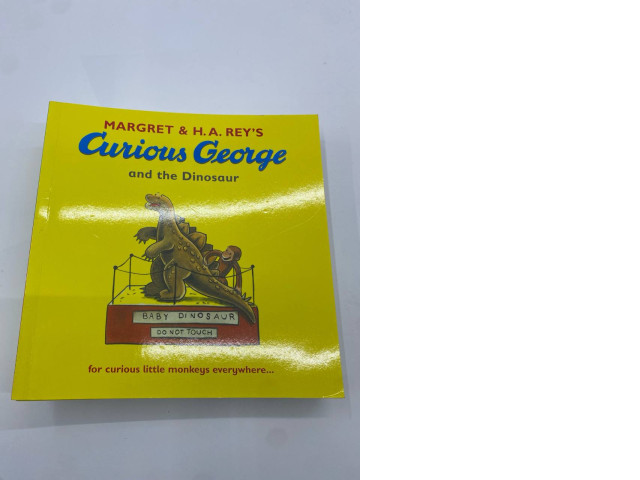 MARGRET & H. A. REY'S
Curious George
and the Dinosaur
BABY DINOSAUR
DO NOT TOUCH
for curious little monkeys everywhere...